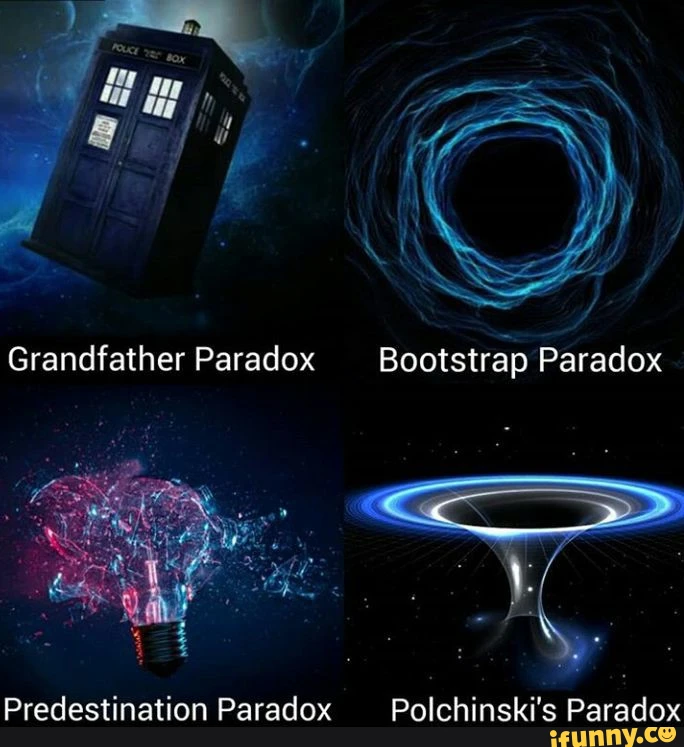 POLICE BOX
Grandfather Paradox
Bootstrap Paradox
Predestination Paradox
Polchinski's Paradox
ifunny.co